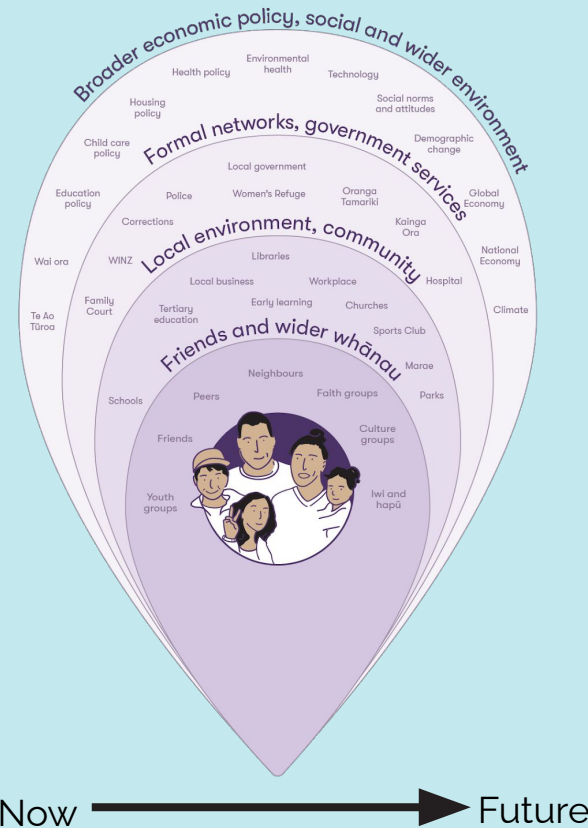 Broader economic policy, social and wider environment
Environmental
health
Health policy
Technology
Housing
policy
Social norms
and attitudes
Child care
policy
Demographic
change
Education
policy
Global
Economy
Wai ora
National
Economy
Te Ao
Tūroa
Climate
Formal networks, government services
Local government
Police
Women's Refuge
Oranga
Tamariki
Corrections
Kainga
Ora
WINZ
Hospital
Family
Court
Local environment, community
Libraries
Local business
Workplace
Tertiary
education
Early learning
Churches
Sports Club
Marae
Schools
Parks
Friends and wider whānau
Neighbours
Peers
Faith groups
Friends
Culture
groups
Youth
groups
Iwi and
hapū
Now
Future